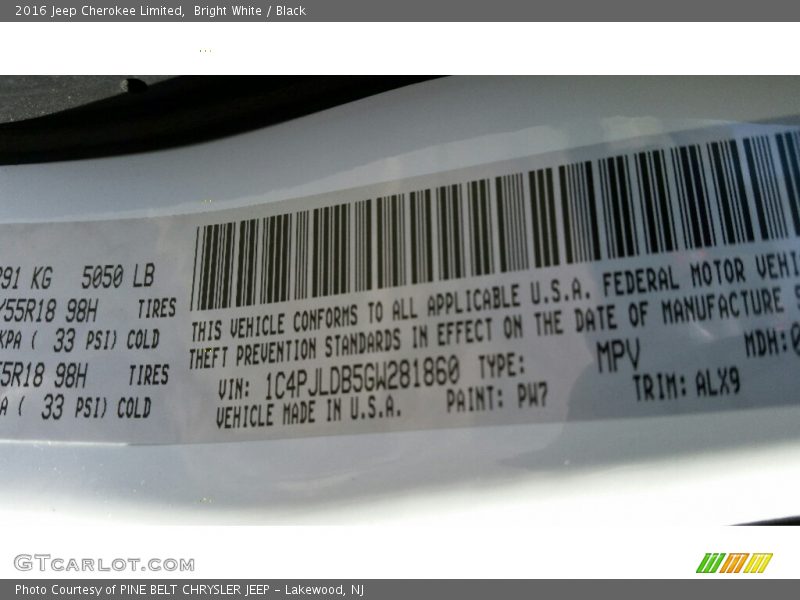 2016 Jeep Cherokee Limited,  Bright White / Black
91 KG 5050 LB
55R18 98H TIRES
KPA ( 33 PSI) COLD
5R18 98H TIRES
A ( 33 PSI) COLD
THIS VEHICLE CONFORMS TO ALL APPLICABLE U.S.A. FEDERAL MOTOR VEHI
THEFT PREVENTION STANDARDS IN EFFECT ON THE DATE OF MANUFACTURE
VIN: 1C4PJLDB5GW281860 TYPE: MPV MDH:0
VEHICLE MADE IN U.S.A. PAINT: PW7 TRIM: ALX9
GTCARLOT.COM
Photo Courtesy of PINE BELT CHRYSLER JEEP - Lakewood, NJ